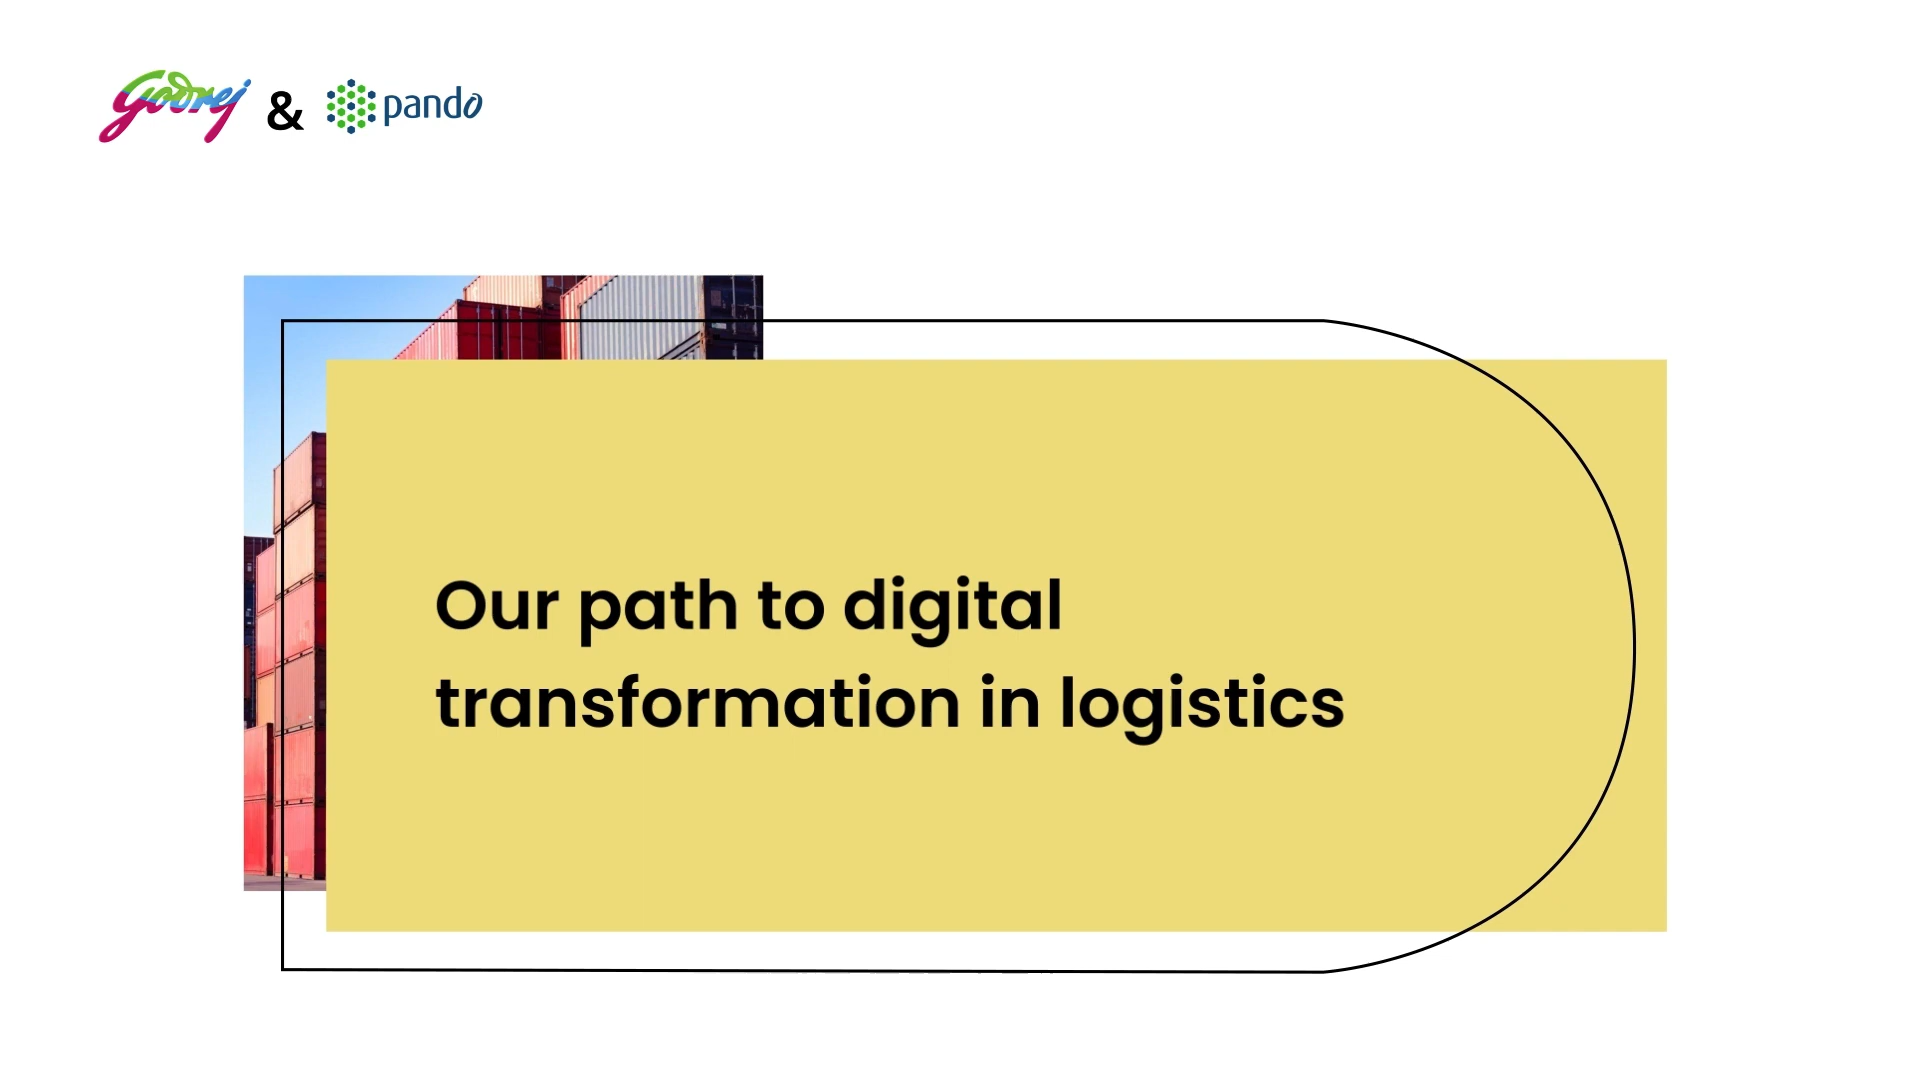 Godrej & pando
Our path to digital
transformation in logistics